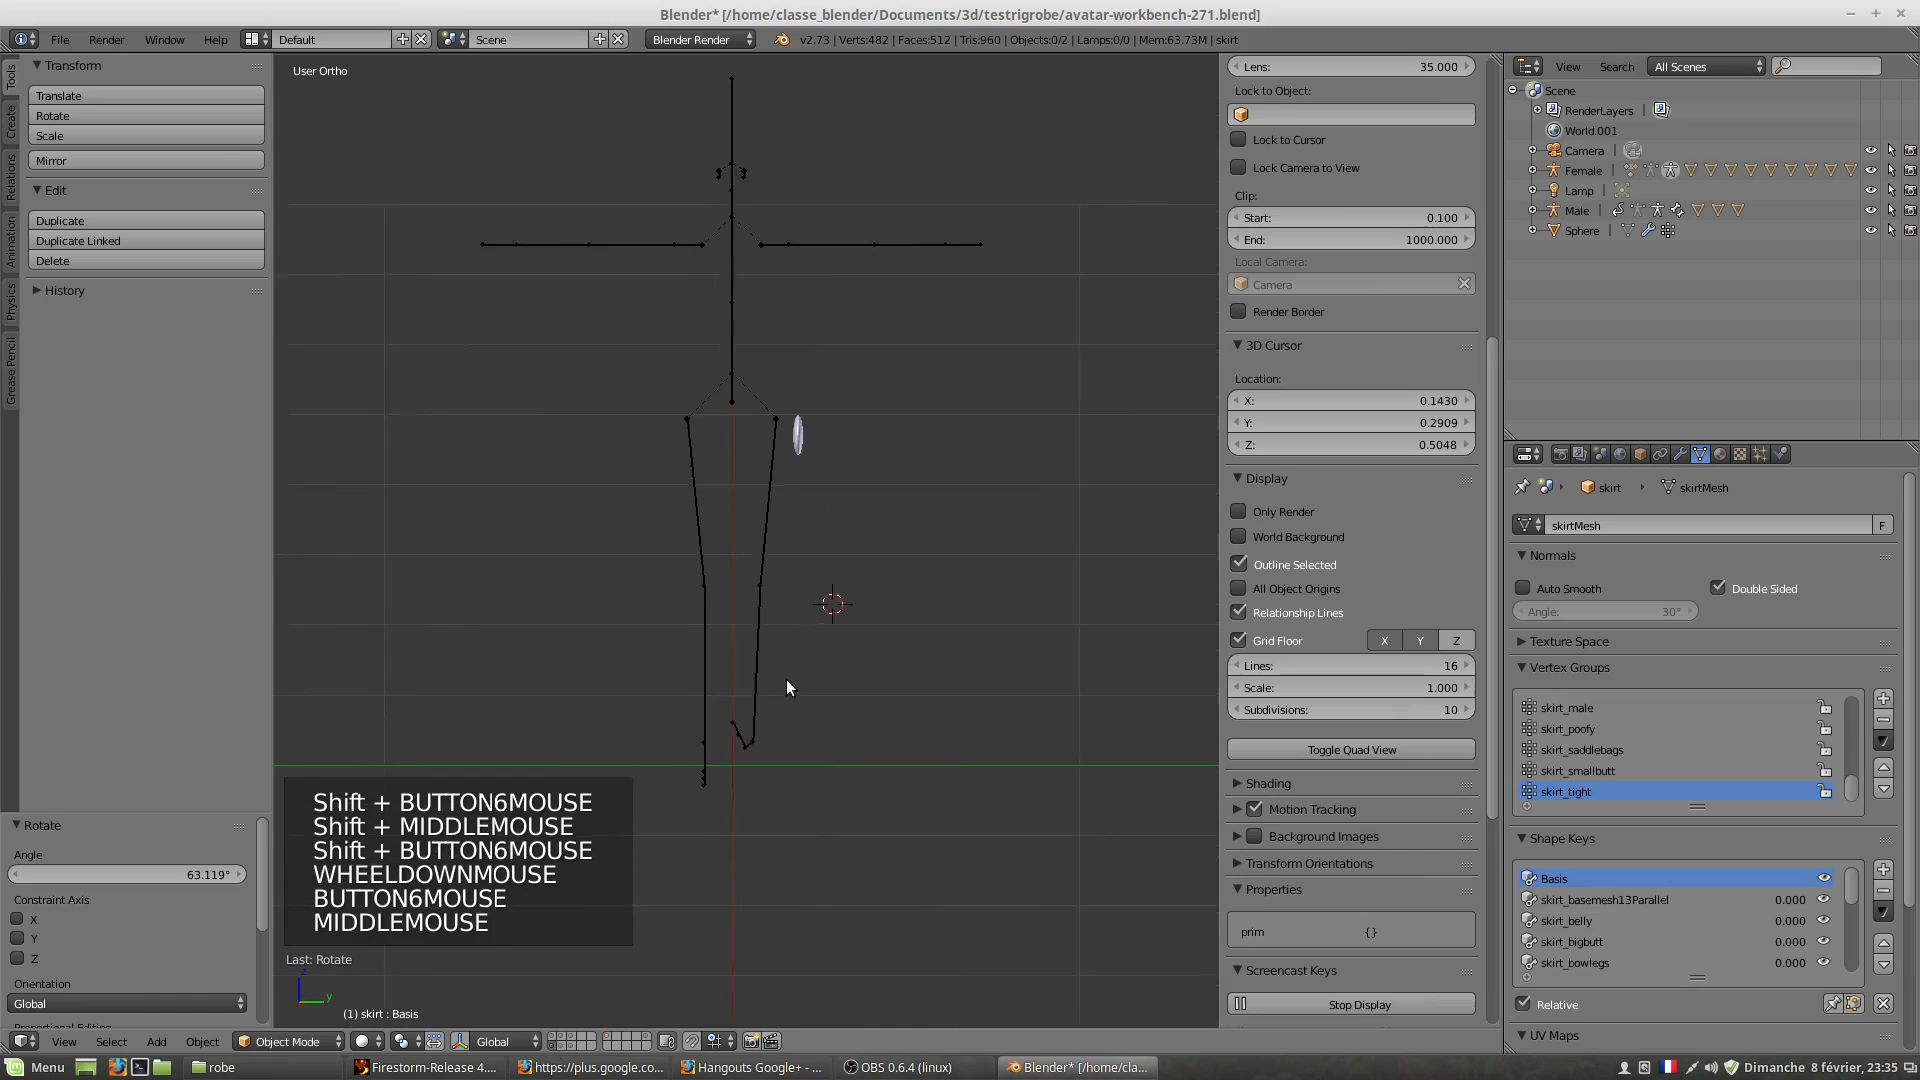 Blender* [/home/classe_blender/Documents/3d/testrigrobe/avatar-workbench-271.blend]
File Render Window Help Default Scene Blender Render v2.73 | Verts:482 | Faces:512 | Tris:960 | Objects:0/2 | Lamps:0/0 | Mem:63.73M | skirt
Tools
Create
Relations
Animation
Physics
Grease Pencil
Transform
Translate
Rotate
Scale
Mirror
Edit
Duplicate
Duplicate Linked
Delete
History
Rotate
Angle
63.119°
Constraint Axis
X
Y
Z
Orientation
Global
User Ortho
Shift + BUTTON6MOUSE
Shift + MIDDLEMOUSE
Shift + BUTTON6MOUSE
WHEELDOWNMOUSE
BUTTON6MOUSE
MIDDLEMOUSE
Last: Rotate
z
y
(1) skirt : Basis
View Select Add Object Object Mode Global
Lens: 35.000
Lock to Object:
Lock to Cursor
Lock Camera to View
Clip:
Start: 0.100
End: 1000.000
Local Camera:
Camera
Render Border
3D Cursor
Location:
X: 0.1430
Y: 0.2909
Z: 0.5048
Display
Only Render
World Background
Outline Selected
All Object Origins
Relationship Lines
Grid Floor X Y Z
Lines: 16
Scale: 1.000
Subdivisions: 10
Toggle Quad View
Shading
Motion Tracking
Background Images
Transform Orientations
Properties
prim {}
Screencast Keys
Stop Display
View Search All Scenes
Scene
RenderLayers |
World.001
Camera |
Female
Lamp |
Male
Sphere |
skirt skirtMesh
skirtMesh F
Normals
Auto Smooth Double Sided
Angle: 30°
Texture Space
Vertex Groups
skirt_male
skirt_poofy
skirt_saddlebags
skirt_smallbutt
skirt_tight
Shape Keys
Basis
skirt_basemesh13Parallel 0.000
skirt_belly 0.000
skirt_bigbutt 0.000
skirt_bowlegs 0.000
Relative
UV Maps
Menu robe Firestorm-Release 4.... https://plus.google.co... Hangouts Google+ - ... OBS 0.6.4 (linux) Blender* [/home/cla... Dimanche 8 février, 23:35